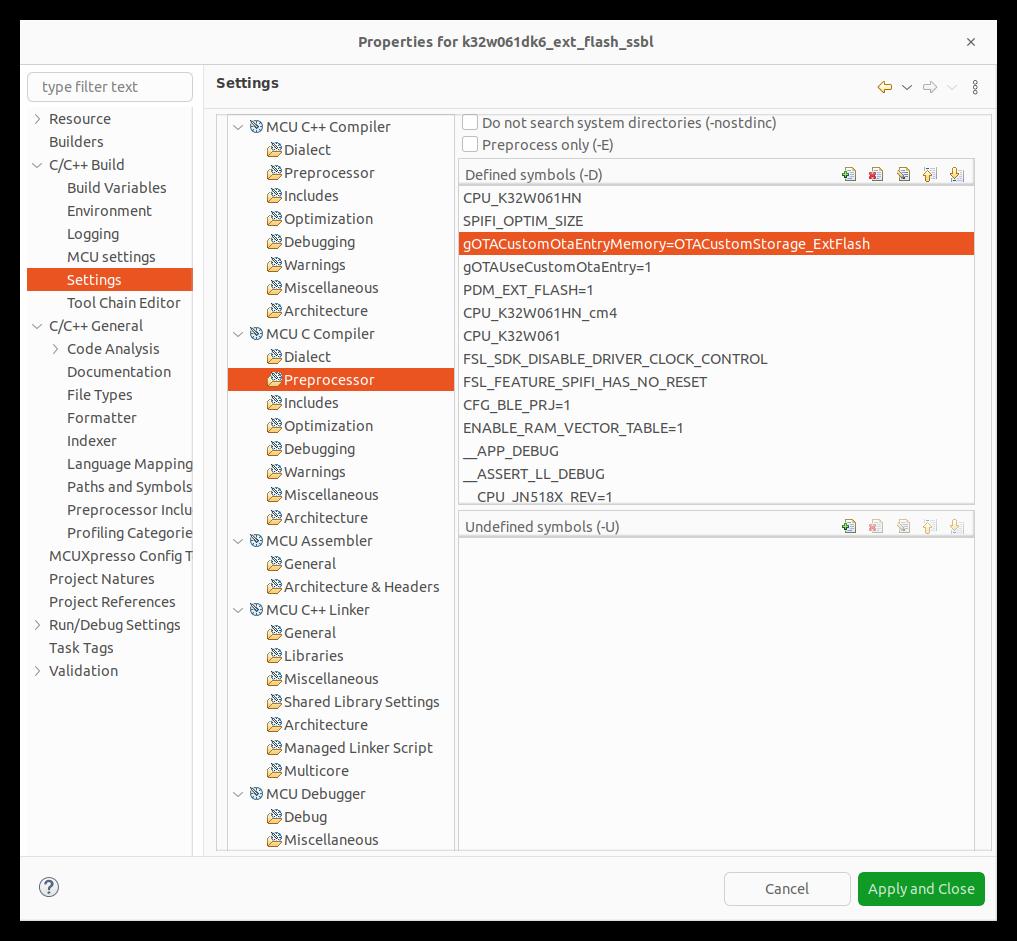 Properties for k32w061dk6_ext_flash_ssbl
type filter text
Resource
Builders
C/C++ Build
Build Variables
Environment
Logging
MCU settings
Settings
Tool Chain Editor
C/C++ General
Code Analysis
Documentation
File Types
Formatter
Indexer
Language Mapping
Paths and Symbols
Preprocessor Inclu
Profiling Categorie
MCUXpresso Config T
Project Natures
Project References
Run/Debug Settings
Task Tags
Validation
Settings
MCU C++ Compiler
Dialect
Preprocessor
Includes
Optimization
Debugging
Warnings
Miscellaneous
Architecture
MCU C Compiler
Dialect
Preprocessor
Includes
Optimization
Debugging
Warnings
Miscellaneous
Architecture
MCU Assembler
General
Architecture & Headers
MCU C++ Linker
General
Libraries
Miscellaneous
Shared Library Settings
Architecture
Managed Linker Script
Multicore
MCU Debugger
Debug
Miscellaneous
Do not search system directories (-nostdinc)
Preprocess only (-E)
Defined symbols (-D)
CPU_K32W061HN
SPIFI_OPTIM_SIZE
gOTACustomOtaEntryMemory=OTACustomStorage_ExtFlash
gOTAUseCustomOtaEntry=1
PDM_EXT_FLASH=1
CPU_K32W061HN_cm4
CPU_K32W061
FSL_SDK_DISABLE_DRIVER_CLOCK_CONTROL
FSL_FEATURE_SPIFI_HAS_NO_RESET
CFG_BLE_PRJ=1
ENABLE_RAM_VECTOR_TABLE=1
__APP_DEBUG
__ASSERT_LL_DEBUG
__CPU_JN518X_REV=1
Undefined symbols (-U)
Cancel
Apply and Close